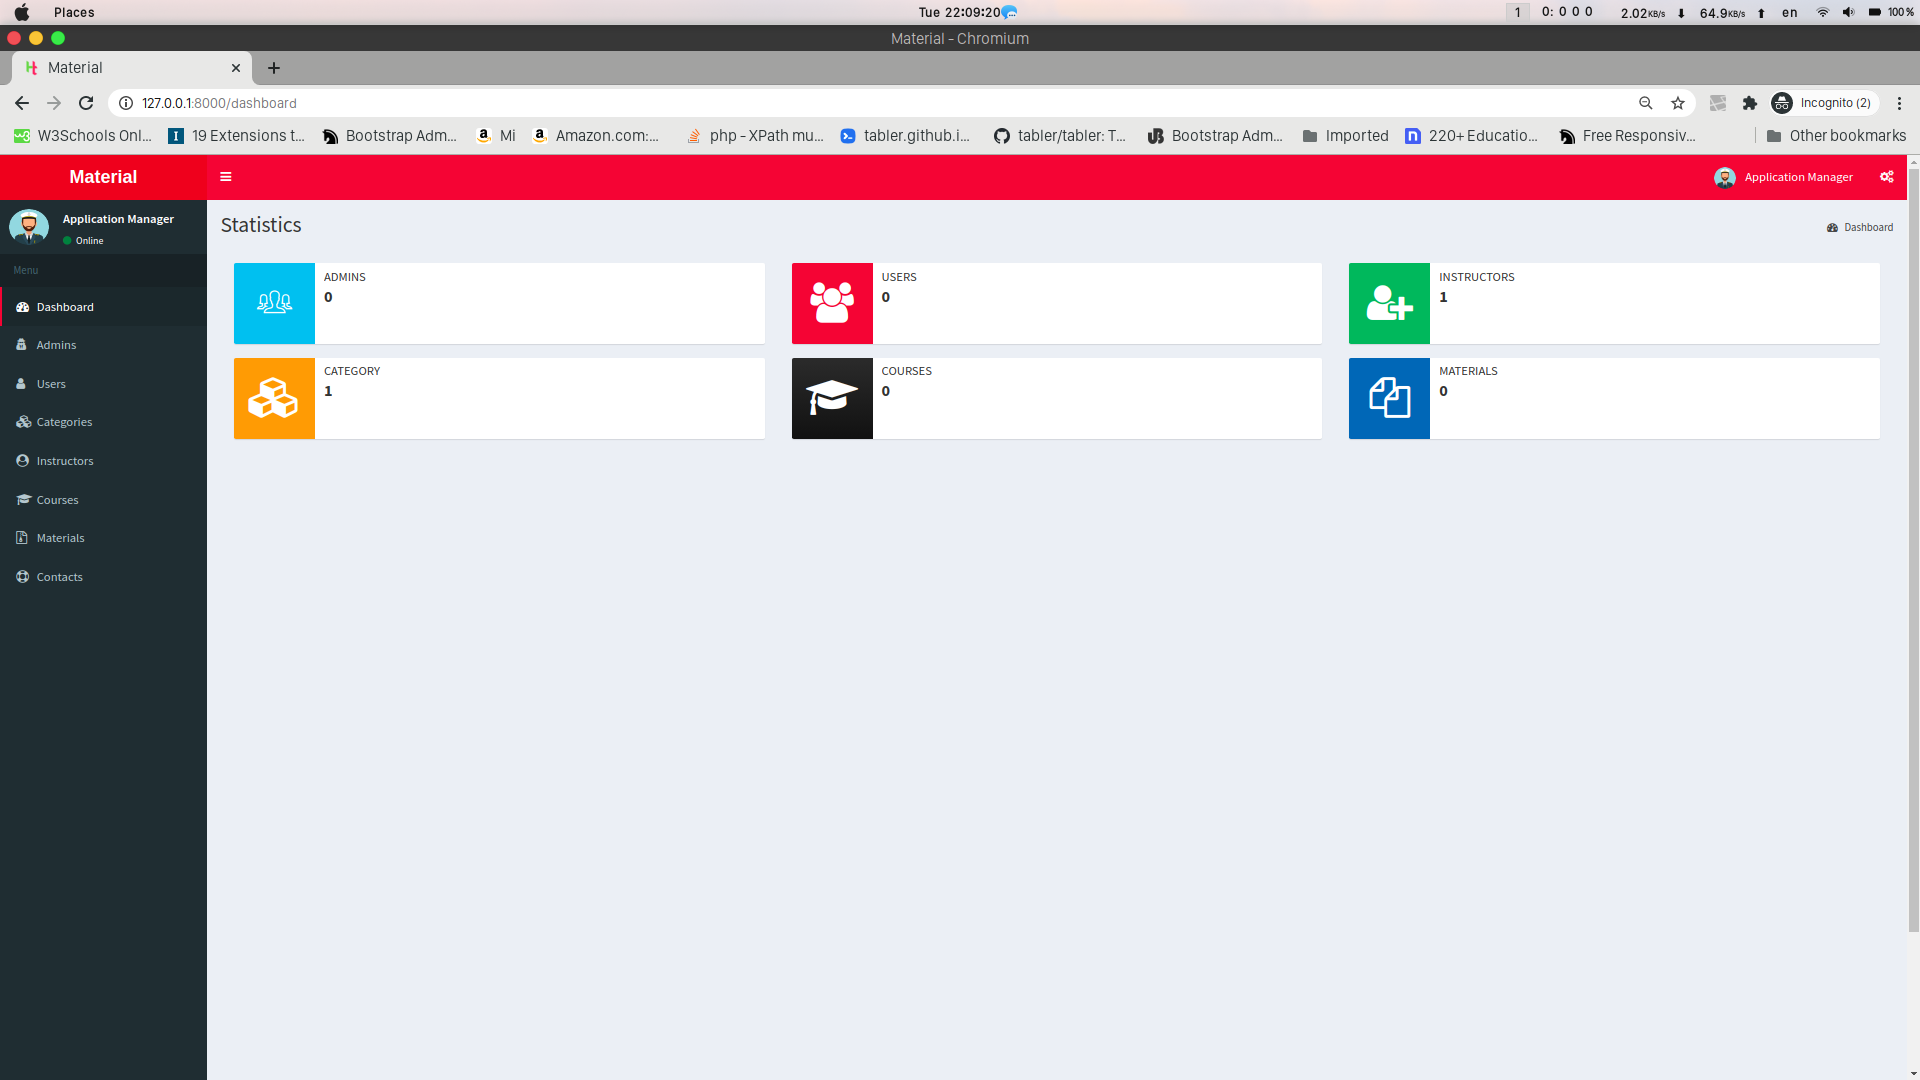 Places
Tue 22:09:20
1
0: 0 0 0
2.02KB/s
64.9KB/s
en
100%
Material - Chromium
Material
127.0.0.1:8000/dashboard
Incognito (2)
W3Schools Onl...
19 Extensions t...
Bootstrap Adm...
Mi
Amazon.com:...
php - XPath mu...
tabler.github.i...
tabler/tabler: T...
Bootstrap Adm...
Imported
220+ Educatio...
Free Responsiv...
Other bookmarks
Material
Application Manager
Application Manager
Online
Menu
Dashboard
Admins
Users
Categories
Instructors
Courses
Materials
Contacts
Statistics
Dashboard
ADMINS
0
USERS
0
INSTRUCTORS
1
CATEGORY
1
COURSES
0
MATERIALS
0